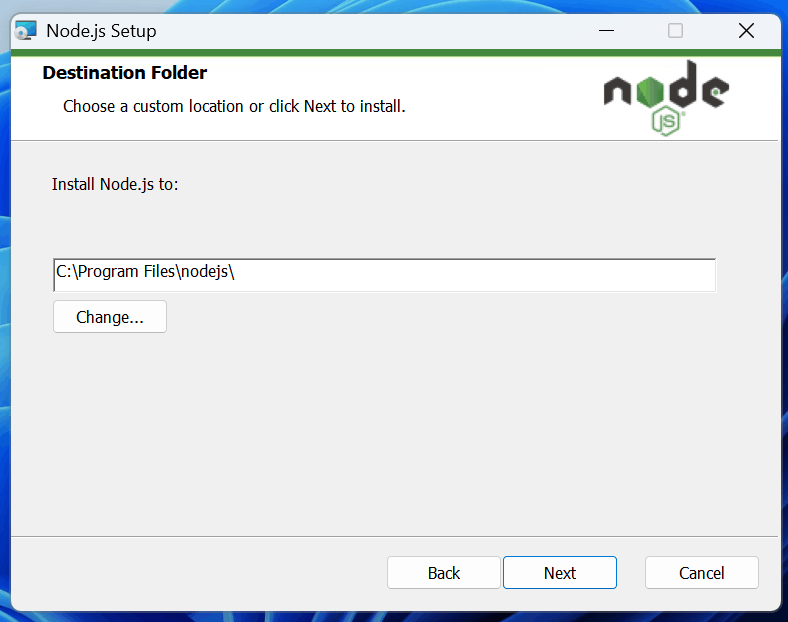 Node.js Setup
Destination Folder
Choose a custom location or click Next to install.
node
JS®
Install Node.js to:
C:\Program Files\nodejs\
Change...
Back
Next
Cancel